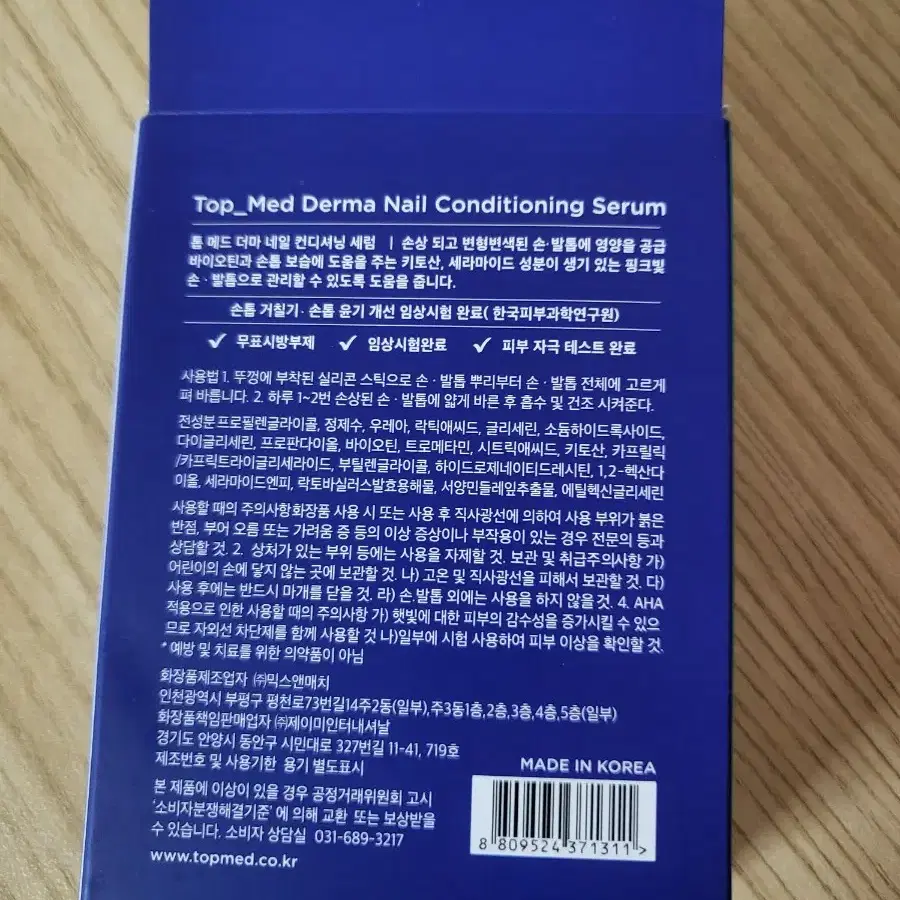 Top_Med Derma Nail Conditioning Serum
톱 메드 더마 네일 컨디셔닝 세럼 | 손상 되고 변형변색된 손·발톱에 영양을 공급
바이오틴과 손톱 보습에 도움을 주는 키토산, 세라마이드 성분이 생기 있는 핑크빛
손·발톱으로 관리할 수 있도록 도움을 줍니다.
손톱 거칠기· 손톱 윤기 개선 임상시험 완료( 한국피부과학연구원)
✓ 무표시방부제 ✓ 임상시험완료 ✓ 피부 자극 테스트 완료
사용법 1. 뚜껑에 부착된 실리콘 스틱으로 손·발톱 뿌리부터 손·발톱 전체에 고르게
펴 바릅니다. 2. 하루 1~2번 손상된 손·발톱에 얇게 바른 후 흡수 및 건조 시켜준다.
전성분 프로필렌글라이콜, 정제수, 우레아, 락틱애씨드, 글리세린, 소듐하이드록사이드,
다이글리세린, 프로판다이올, 바이오틴, 트로메타민, 시트릭애씨드, 키토산, 카프릴릭
/카프릭트라이글리세라이드, 부틸렌글라이콜, 하이드로제네이티드레시틴, 1,2-헥산다
이올, 세라마이드엔피, 락토바실러스발효용해물, 서양민들레잎추출물, 에틸헥신글리세린
사용할 때의 주의사항 화장품 사용 시 또는 사용 후 직사광선에 의하여 사용 부위가 붉은
반점, 부어 오름 또는 가려움 증 등의 이상 증상이나 부작용이 있는 경우 전문의 등과
상담할 것. 2. 상처가 있는 부위 등에는 사용을 자제할 것. 보관 및 취급주의사항 가)
어린이의 손에 닿지 않는 곳에 보관할 것. 나) 고온 및 직사광선을 피해서 보관할 것. 다)
사용 후에는 반드시 마개를 닫을 것. 라) 손.발톱 외에는 사용을 하지 않을 것. 4. AHA
적용으로 인한 사용할 때의 주의사항 가) 햇빛에 대한 피부의 감수성을 증가시킬 수 있으
므로 자외선 차단제를 함께 사용할 것 나)일부에 시험 사용하여 피부 이상을 확인할 것.
* 예방 및 치료를 위한 의약품이 아님
화장품제조업자 ㈜믹스앤매치
인천광역시 부평구 평천로73번길14주2동(일부),주3동1층,2층,3층,4층,5층(일부)
화장품책임판매업자 ㈜제이미인터내셔날
경기도 안양시 동안구 시민대로 327번길 11-41, 719호
제조번호 및 사용기한 용기 별도표시
MADE IN KOREA
본 제품에 이상이 있을 경우 공정거래위원회 고시
'소비자분쟁해결기준' 에 의해 교환 또는 보상받을
수 있습니다. 소비자 상담실 031-689-3217
www.topmed.co.kr
8 809524 371311 >